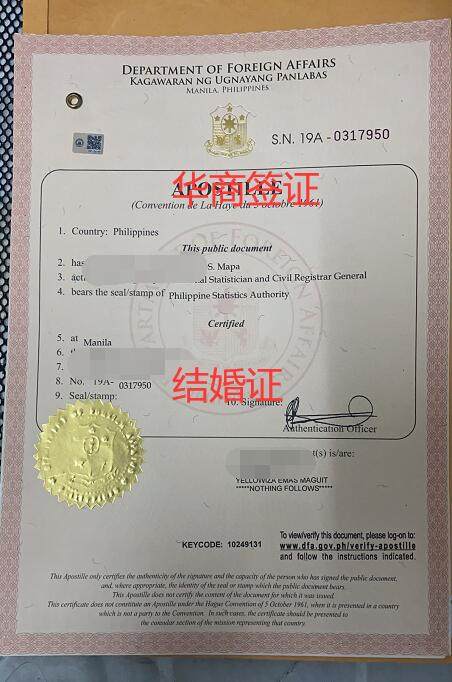 DEPARTMENT OF FOREIGN AFFAIRS
KAGAWARAN NG UGNAYANG PANLABAS
MANILA, PHILIPPINES
S.N. 19A - 0317950
华商签证
APOSTILLE
(Convention de La Haye du 5 octobre 1961)
1. Country: Philippines
This public document
2. has S. Mapa
3. Statistician and Civil Registrar General
4. bears the seal/stamp of Philippine Statistics Authority
Certified
5. at Manila
6.
7.
8. No. 19A- 0317950
结婚证
9. Seal/stamp:
10. Signature:
Authentication Officer
t(s) is/are:
YELLOWIZA EMAS MAGUIT
*****NOTHING FOLLOWS*****
KEYCODE: 10249131
To view/verify this document, please log-on to:
www.dfa.gov.ph/verify-apostille
and follow the instructions indicated.
This Apostille only certifies the authenticity of the signature and the capacity of the person who has signed the public document,
and, where appropriate, the identity of the seal or stamp which the public document bears.
This Apostille does not certify the content of the document for which it was issued.
This certificate does not constitute an Apostille under the Hague Convention of 5 October 1961, when it is presented in a country
which is not a party to the Convention. In such cases, the certificate should be presented to
the consular section of the mission representing that country.